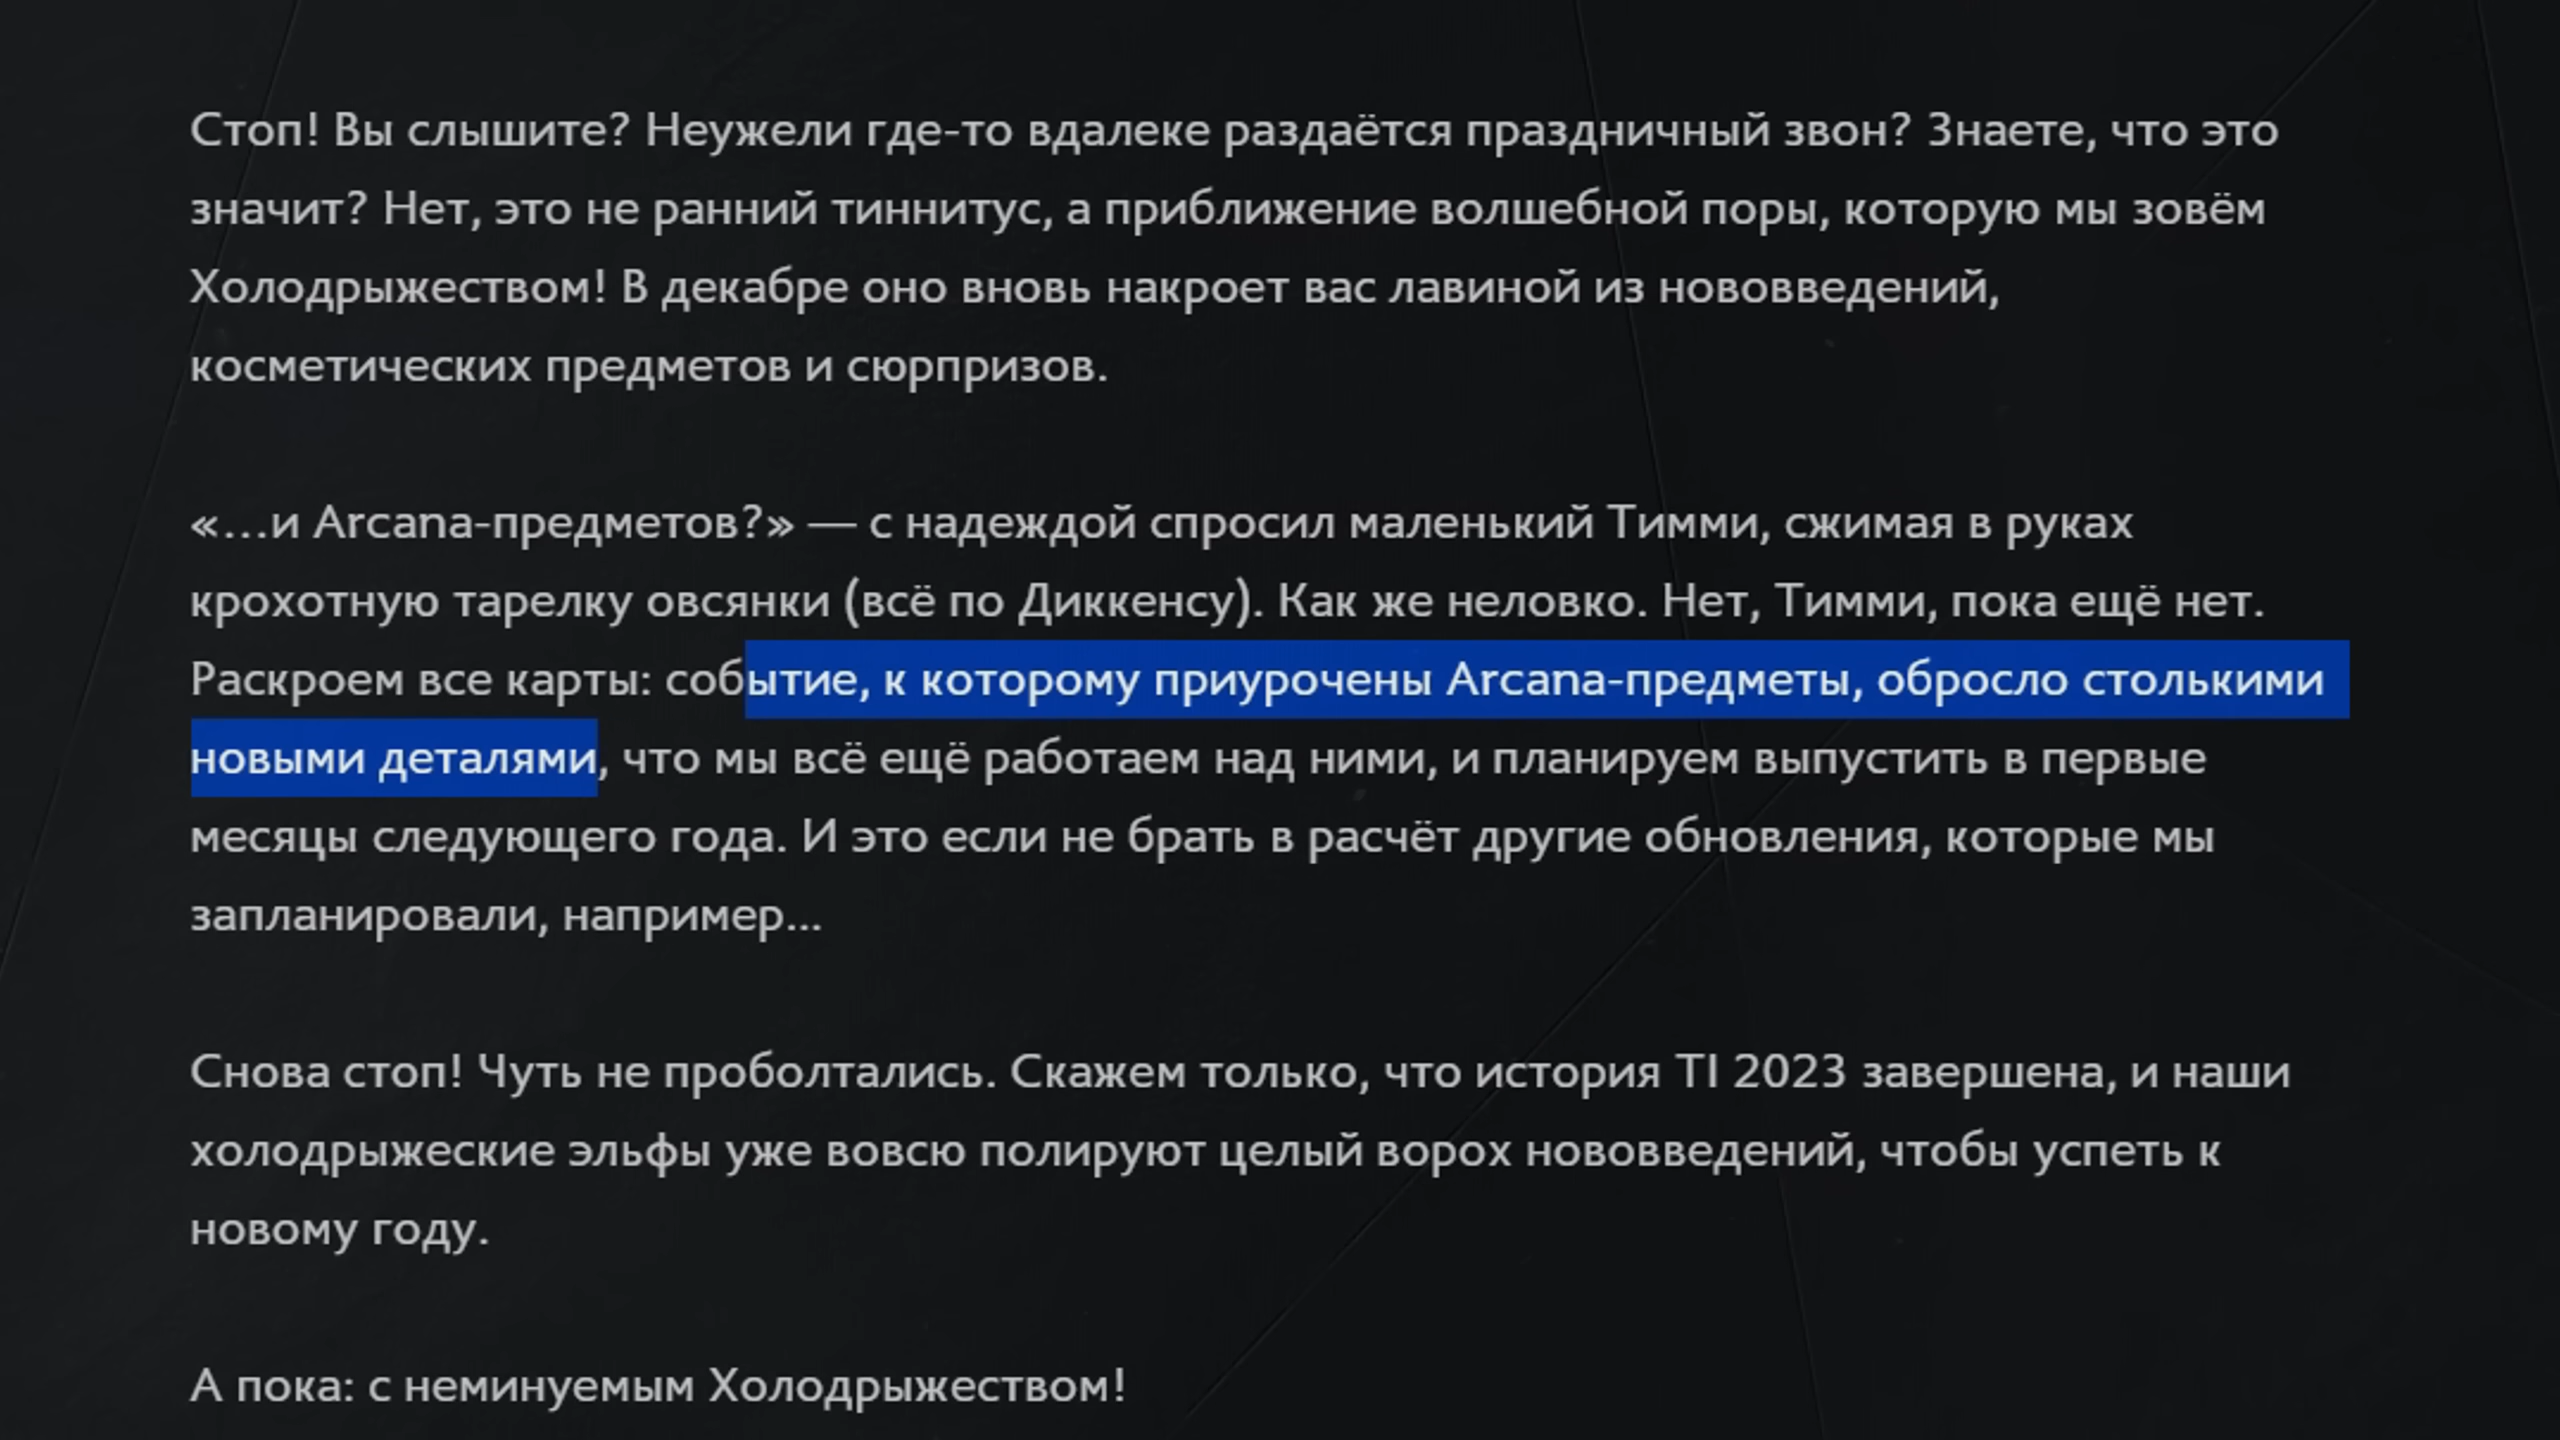 Стоп! Вы слышите? Неужели где-то вдалеке раздаётся праздничный звон? Знаете, что это
значит? Нет, это не ранний тиннитус, а приближение волшебной поры, которую мы зовём
Холодрыжеством! В декабре оно вновь накроет вас лавиной из нововведений,
косметических предметов и сюрпризов.
«…и Arcana-предметов?» — с надеждой спросил маленький Тимми, сжимая в руках
крохотную тарелку овсянки (всё по Диккенсу). Как же неловко. Нет, Тимми, пока ещё нет.
Раскроем все карты: событие, к которому приурочены Arcana-предметы, обросло столькими
новыми деталями, что мы всё ещё работаем над ними, и планируем выпустить в первые
месяцы следующего года. И это если не брать в расчёт другие обновления, которые мы
запланировали, например...
Снова стоп! Чуть не проболтались. Скажем только, что история TI 2023 завершена, и наши
холодрыжеские эльфы уже вовсю полируют целый ворох нововведений, чтобы успеть к
новому году.
А пока: с неминуемым Холодрыжеством!